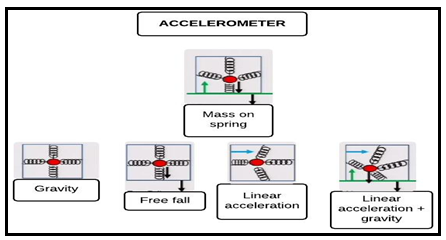 ACCELEROMETER
Mass on
spring
Gravity
Free fall
Linear
acceleration
Linear
acceleration +
gravity